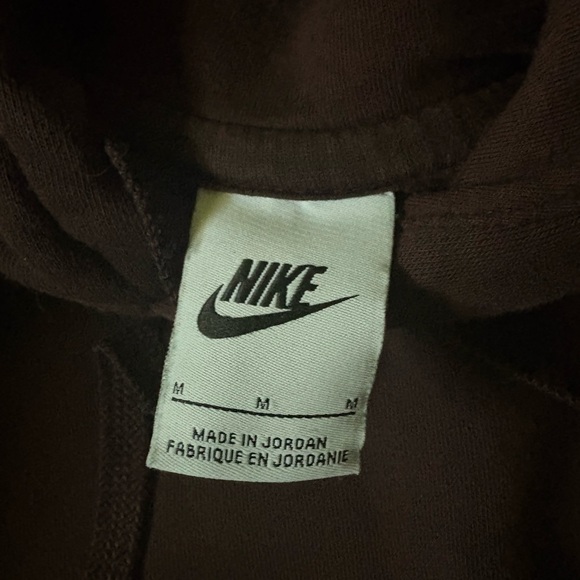 NIKE
M M M
MADE IN JORDAN
FABRIQUE EN JORDANIE